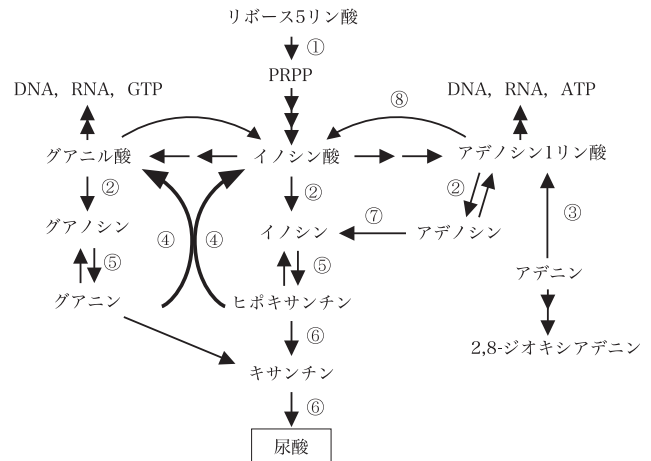 リボース5リン酸
①
PRPP
DNA, RNA, GTP
⑧
DNA, RNA, ATP
グアニル酸
イノシン酸
アデノシン1リン酸
②
②
②
③
グアノシン
④
④
イノシン
⑦
アデノシン
⑤
⑤
アデニン
グアニン
ヒポキサンチン
⑥
2,8-ジオキシアデニン
キサンチン
⑥
尿酸